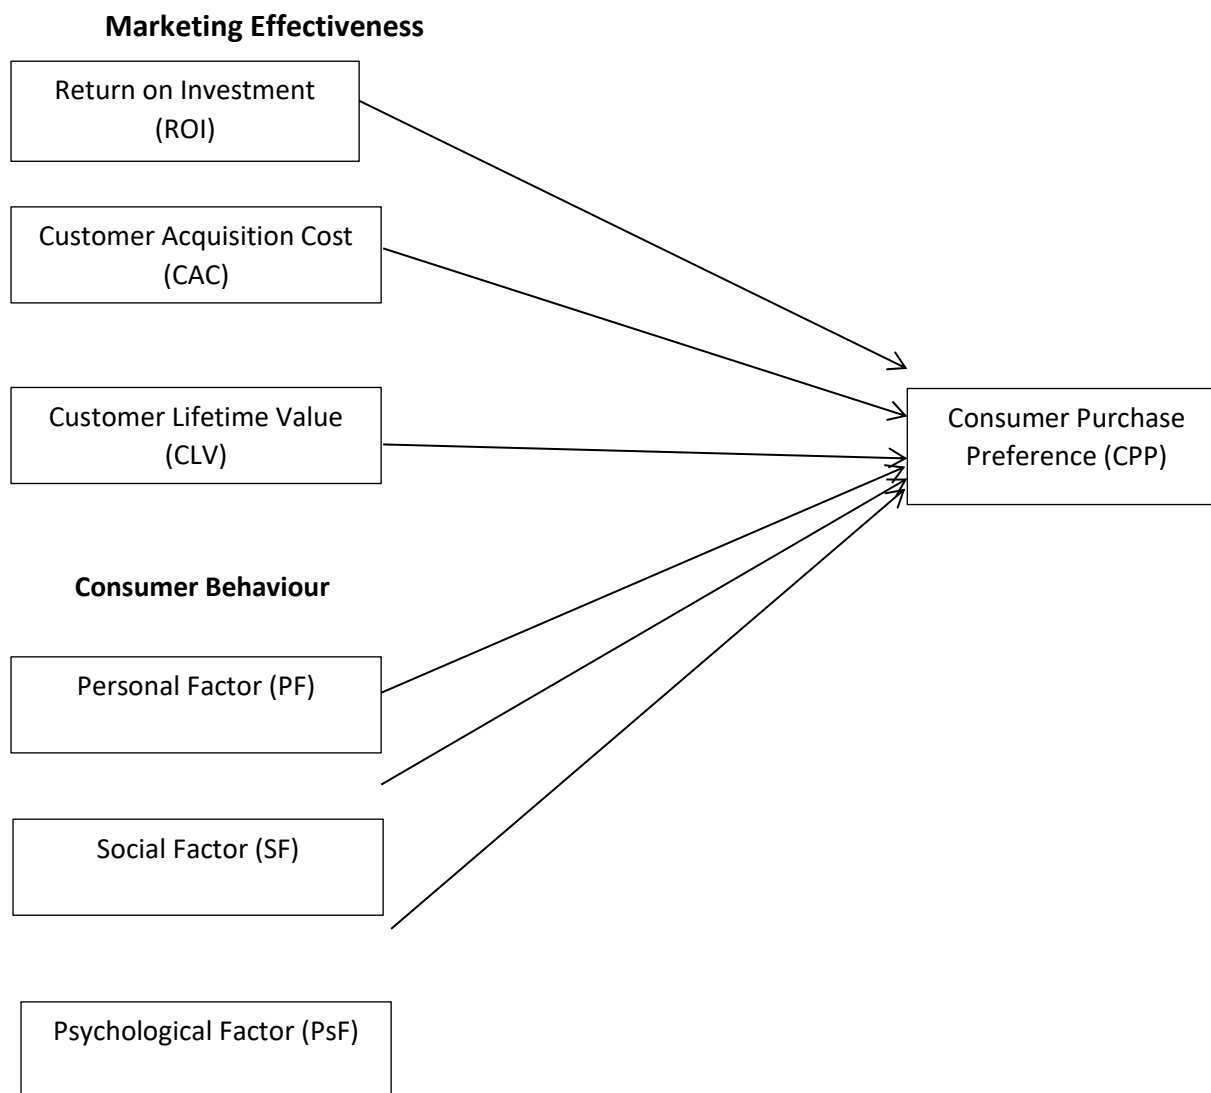 Marketing Effectiveness
Return on Investment
(ROI)
Customer Acquisition Cost
(CAC)
Customer Lifetime Value
(CLV)
Consumer Purchase
Preference (CPP)
Consumer Behaviour
Personal Factor (PF)
Social Factor (SF)
Psychological Factor (PsF)